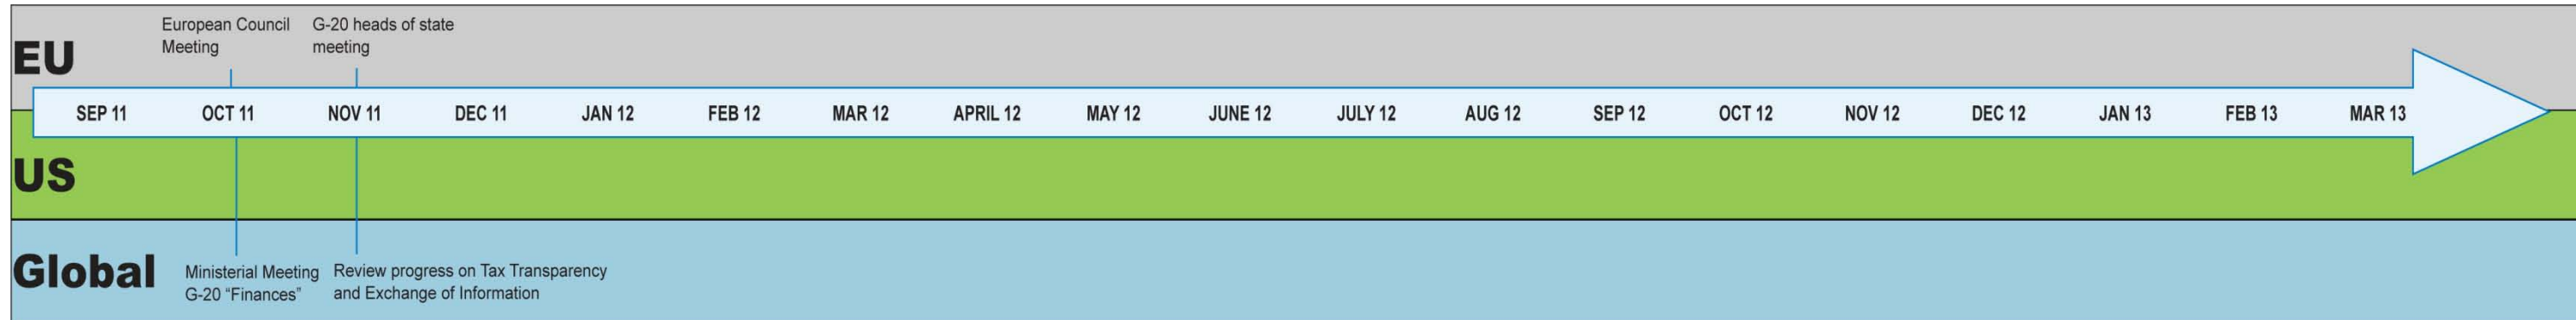 European Council
Meeting
G-20 heads of state
meeting
EU
SEP 11 OCT 11 NOV 11 DEC 11 JAN 12 FEB 12 MAR 12 APRIL 12 MAY 12 JUNE 12 JULY 12 AUG 12 SEP 12 OCT 12 NOV 12 DEC 12 JAN 13 FEB 13 MAR 13
US
Global
Ministerial Meeting
G-20 “Finances”
Review progress on Tax Transparency
and Exchange of Information